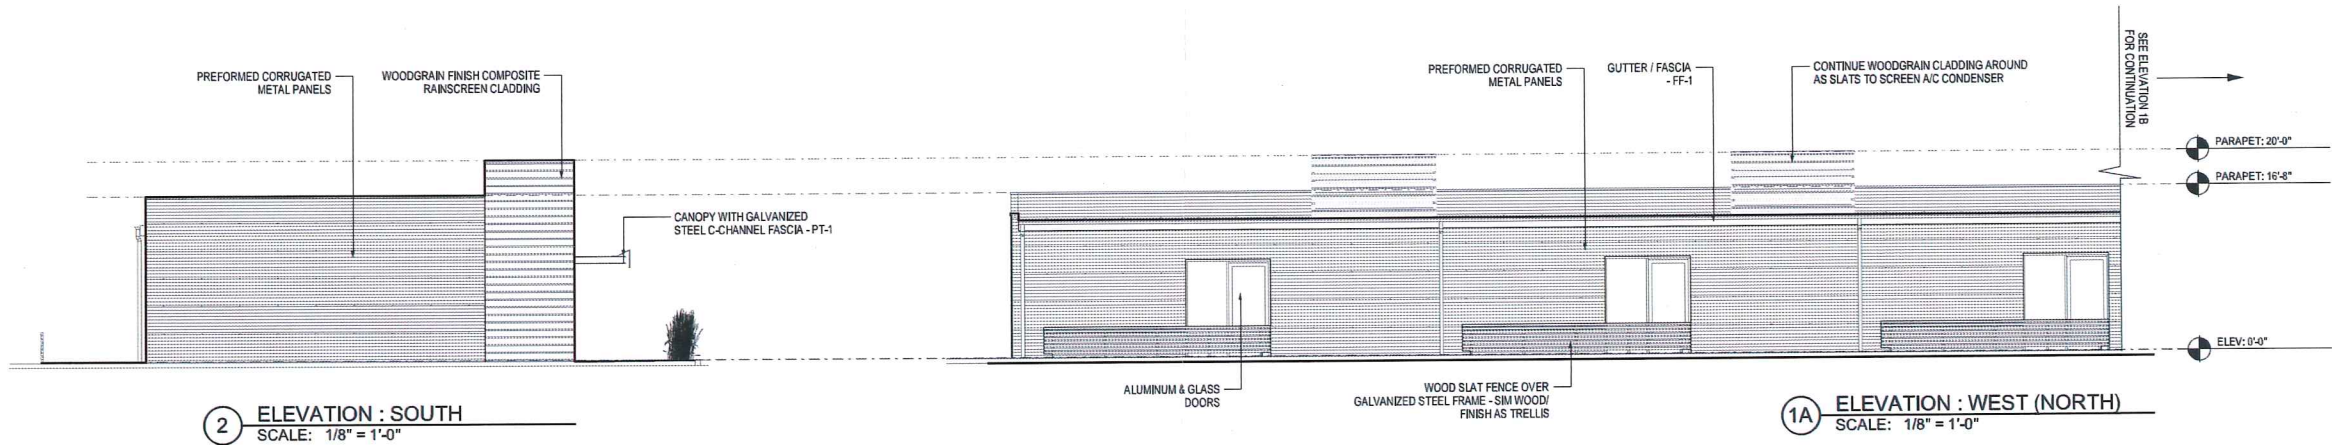 PREFORMED CORRUGATED
METAL PANELS
WOODGRAIN FINISH COMPOSITE
RAINSCREEN CLADDING
CANOPY WITH GALVANIZED
STEEL C-CHANNEL FASCIA - PT-1
2
ELEVATION : SOUTH
SCALE: 1/8" = 1'-0"
PREFORMED CORRUGATED
METAL PANELS
GUTTER / FASCIA
- FF-1
CONTINUE WOODGRAIN CLADDING AROUND
AS SLATS TO SCREEN A/C CONDENSER
SEE ELEVATION 1B
FOR CONTINUATION
PARAPET: 20'-0"
PARAPET: 16'-8"
ELEV: 0'-0"
ALUMINUM & GLASS
DOORS
WOOD SLAT FENCE OVER
GALVANIZED STEEL FRAME - SIM WOOD/
FINISH AS TRELLIS
1A
ELEVATION : WEST (NORTH)
SCALE: 1/8" = 1'-0"